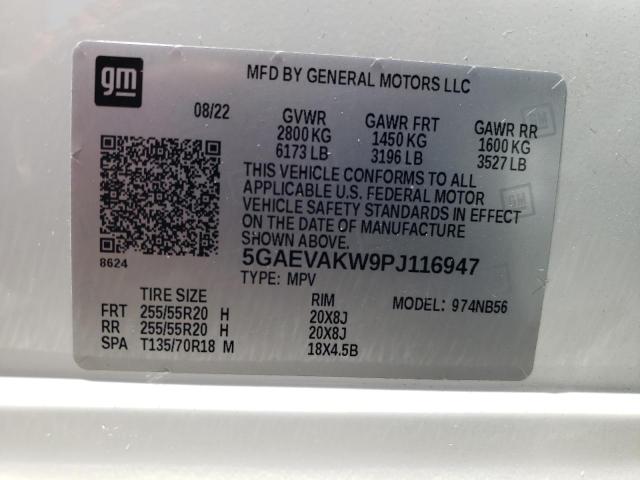 gm
MFD BY GENERAL MOTORS LLC
08/22 GVWR GAWR FRT GAWR RR
2800 KG 1450 KG 1600 KG
6173 LB 3196 LB 3527 LB
THIS VEHICLE CONFORMS TO ALL
APPLICABLE U.S. FEDERAL MOTOR
VEHICLE SAFETY STANDARDS IN EFFECT
ON THE DATE OF MANUFACTURE
SHOWN ABOVE.
8624
5GAEVAKW9PJ116947
TYPE: MPV
TIRE SIZE RIM MODEL: 974NB56
FRT 255/55R20 H 20X8J
RR 255/55R20 H 20X8J
SPA T135/70R18 M 18X4.5B